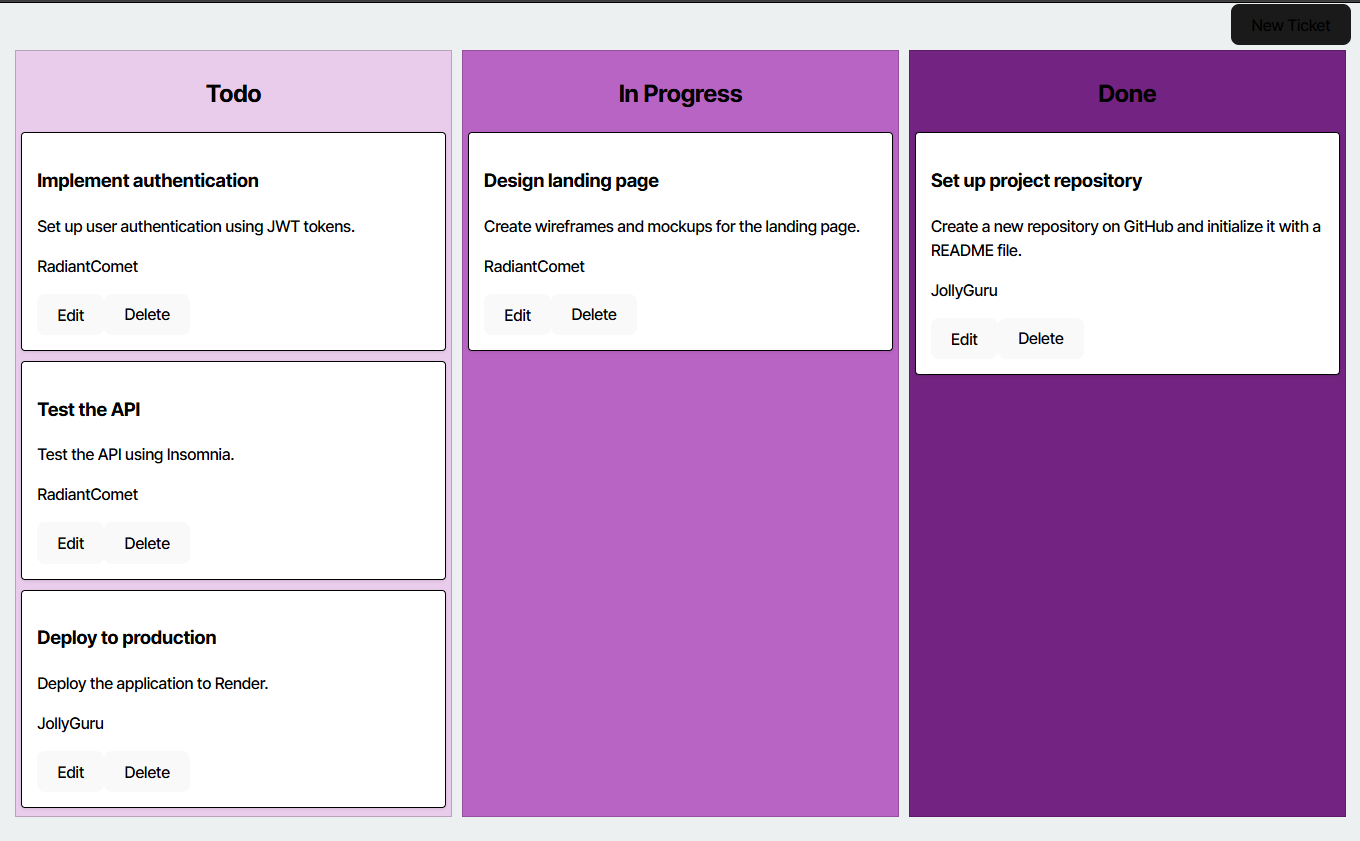 New Ticket
Todo
Implement authentication
Set up user authentication using JWT tokens.
RadiantComet
Edit
Delete
Test the API
Test the API using Insomnia.
RadiantComet
Edit
Delete
Deploy to production
Deploy the application to Render.
JollyGuru
Edit
Delete
In Progress
Design landing page
Create wireframes and mockups for the landing page.
RadiantComet
Edit
Delete
Done
Set up project repository
Create a new repository on GitHub and initialize it with a
README file.
JollyGuru
Edit
Delete